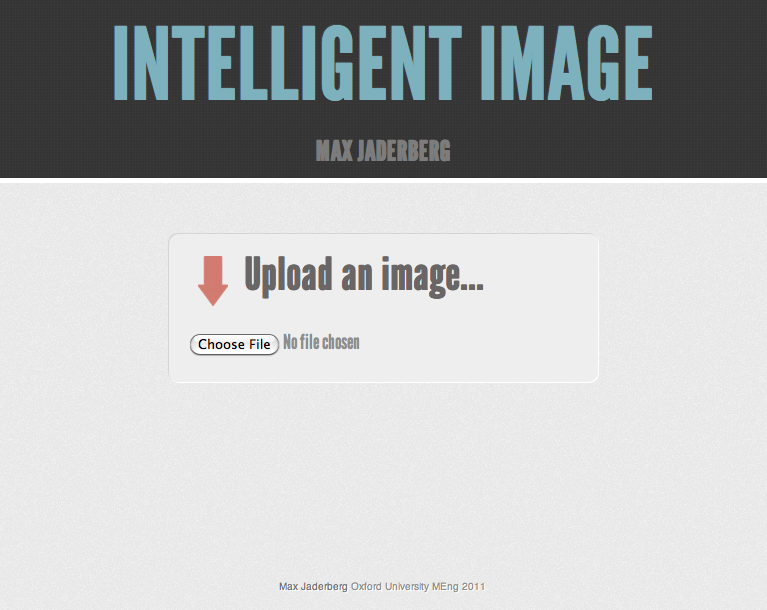 INTELLIGENT IMAGE
MAX JADERBERG
Upload an image...
Choose File No file chosen
Max Jaderberg Oxford University MEng 2011